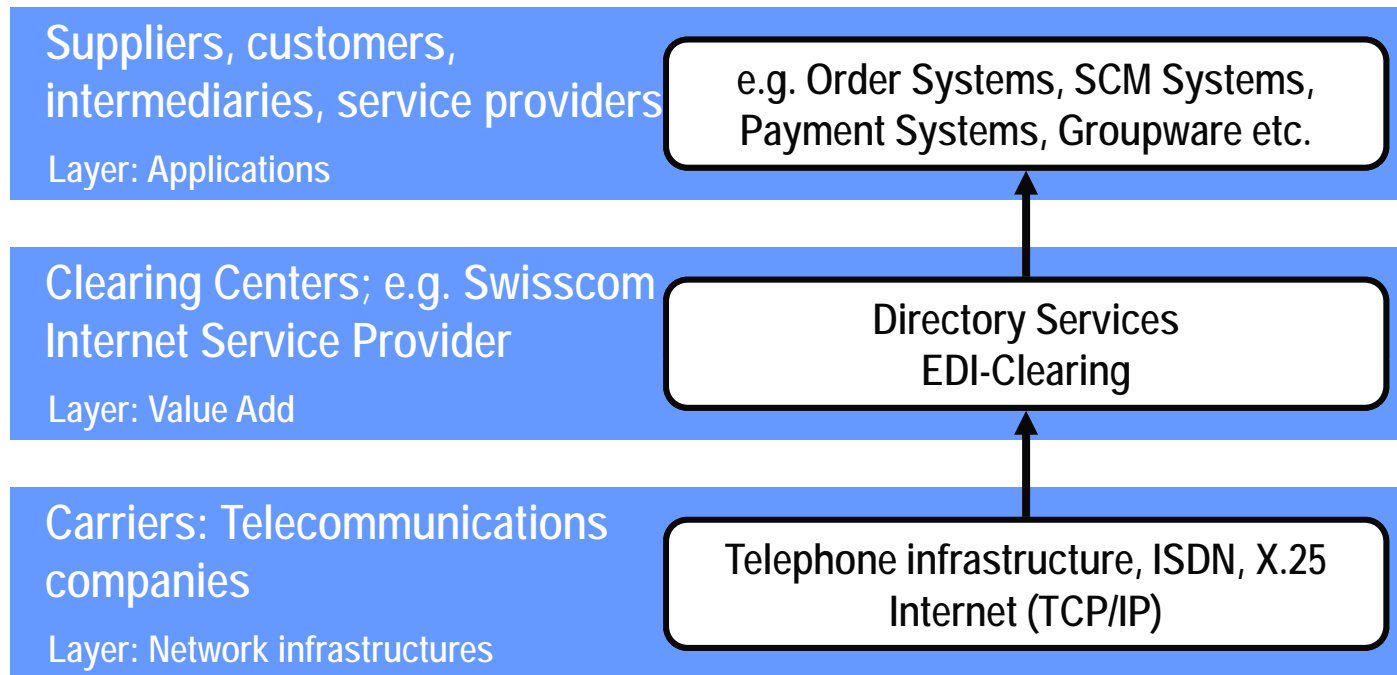 Suppliers, customers,
intermediaries, service providers
Layer: Applications
e.g. Order Systems, SCM Systems,
Payment Systems, Groupware etc.
Clearing Centers; e.g. Swisscom
Internet Service Provider
Layer: Value Add
Directory Services
EDI-Clearing
Carriers: Telecommunications
companies
Layer: Network infrastructures
Telephone infrastructure, ISDN, X.25
Internet (TCP/IP)